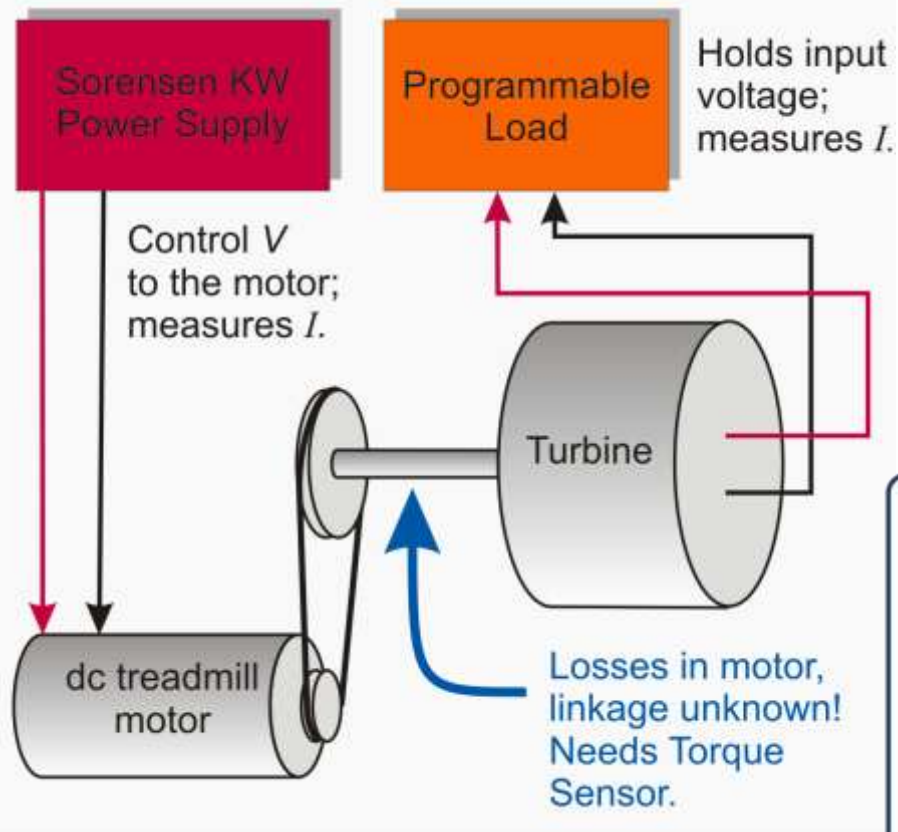 Sorensen KW
Power Supply
Programmable
Load
Holds input
voltage;
measures I.
Control V
to the motor;
measures I.
Turbine
dc treadmill
motor
Losses in motor,
linkage unknown!
Needs Torque
Sensor.